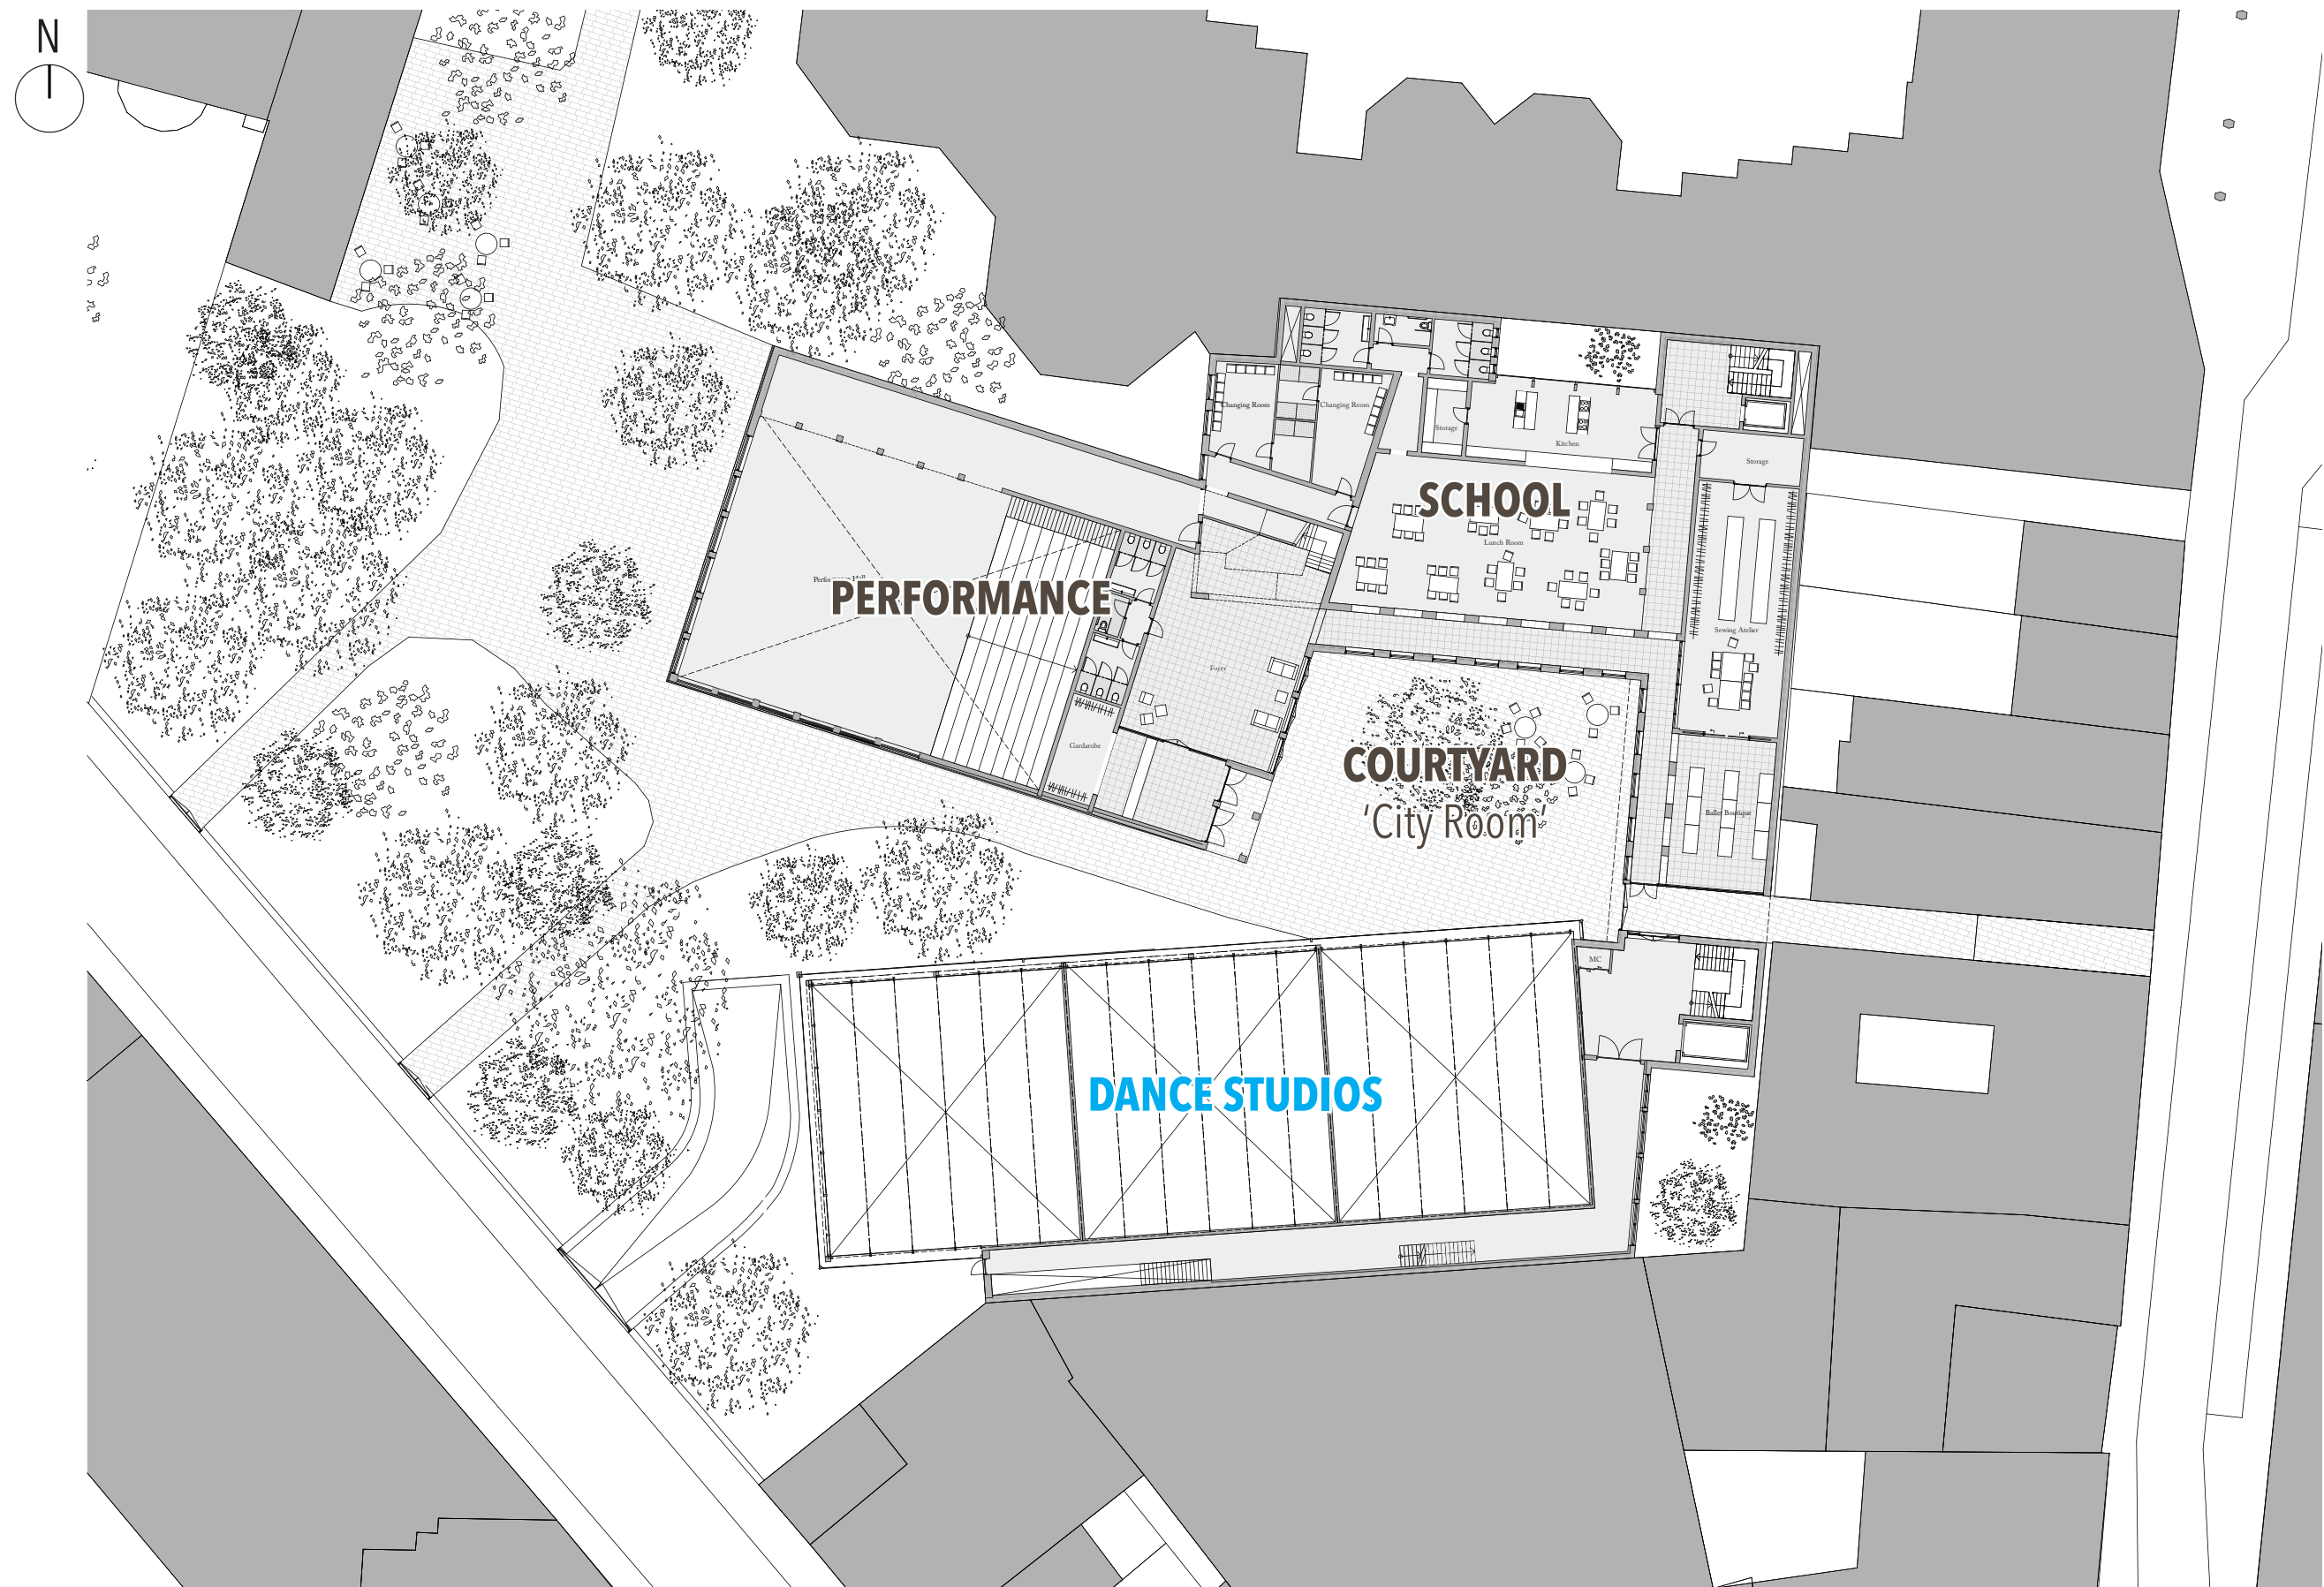 N
Changing Room
Changing Room
Storage
Kitchen
Storage
SCHOOL
Lunch Room
PERFORMANCE
Sewing Atelier
Foyer
Gardarobe
COURTYARD
'City Room'
Ballet Boutique
MC
DANCE STUDIOS